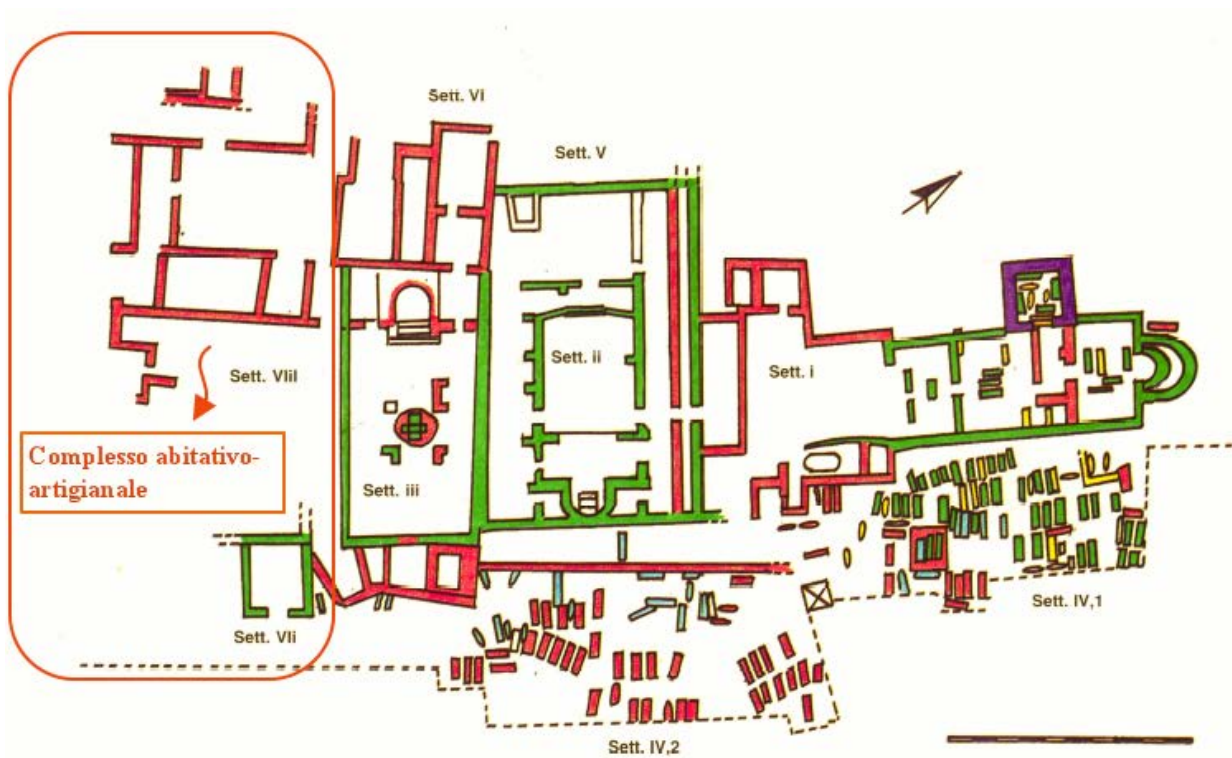 Sett. VI
Sett. V
Sett. ii
Sett. i
Sett. VIiI
Complesso abitativo-
artigianale
Sett. iii
Sett. VIi
Sett. IV,1
Sett. IV,2